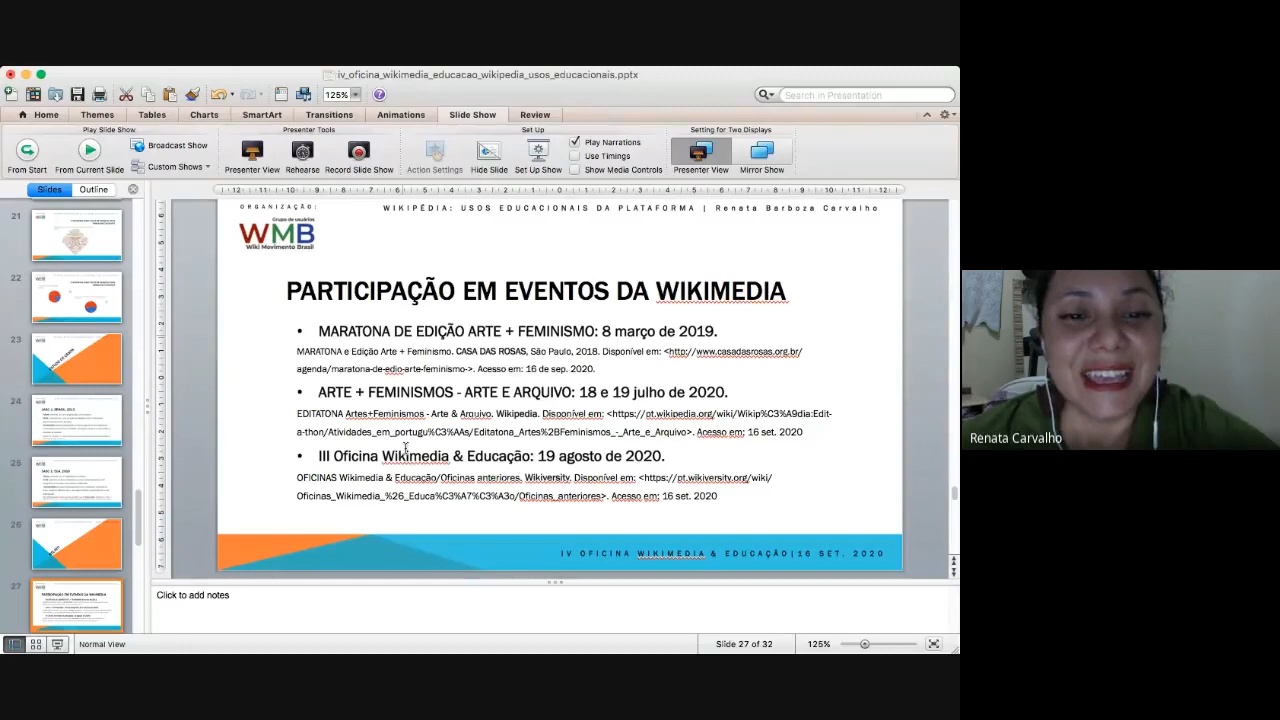 iv_oficina_wikimedia_educacao_wikipedia_usos_educacionais.pptx
125%
Search in Presentation
Home Themes Tables Charts SmartArt Transitions Animations Slide Show Review
Play Slide Show Presenter Tools Set Up Setting for Two Displays
From Start From Current Slide Broadcast Show Custom Shows Presenter View Rehearse Record Slide Show Action Settings Hide Slide Set Up Show Play Narrations Use Timings Show Media Controls Presenter View Mirror Show
Slides Outline
21
22
23
24
25
26
27
ORGANIZAÇÃO:
WIKIPÉDIA: USOS EDUCACIONAIS DA PLATAFORMA | Renata Barboza Carvalho
Grupo de usuários
WMB
Wiki Movimento Brasil
PARTICIPAÇÃO EM EVENTOS DA WIKIMEDIA
• MARATONA DE EDIÇÃO ARTE + FEMINISMO: 8 março de 2019.
MARATONA e Edição Arte + Feminismo. CASA DAS ROSAS, São Paulo, 2018. Disponível em: <http://www.casadasrosas.org.br/
agenda/maratona-de-edio-arte-feminismo->. Acesso em: 16 de sep. 2020.
• ARTE + FEMINISMOS - ARTE E ARQUIVO: 18 e 19 julho de 2020.
EDITATONA Artes+Feminismos - Arte & Arquivo. Wikipedia. Disponível em: <https://pt.wikipedia.org/wiki/Wikip%C3%A9dia:Edit-
a-thon/Atividades_em_portugu%C3%AAs/Editatona_Artes%2BFeminismos_-_Arte_e_Arquivo>. Acesso em: 16 set. 2020
• III Oficina Wikimedia & Educação: 19 agosto de 2020.
OFICINAS Wikimedia & Educação/Oficinas anteriores, Wikiversity. Disponível em: <https://pt.wikiversity.org/wiki/
Oficinas_Wikimedia_%26_Educa%C3%A7%C3%A3o/Oficinas_anteriores>. Acesso em: 16 set. 2020
IV OFICINA WIKIMEDIA & EDUCAÇÃO|16 SET. 2020
Click to add notes
Normal View Slide 27 of 32 125%
Renata Carvalho